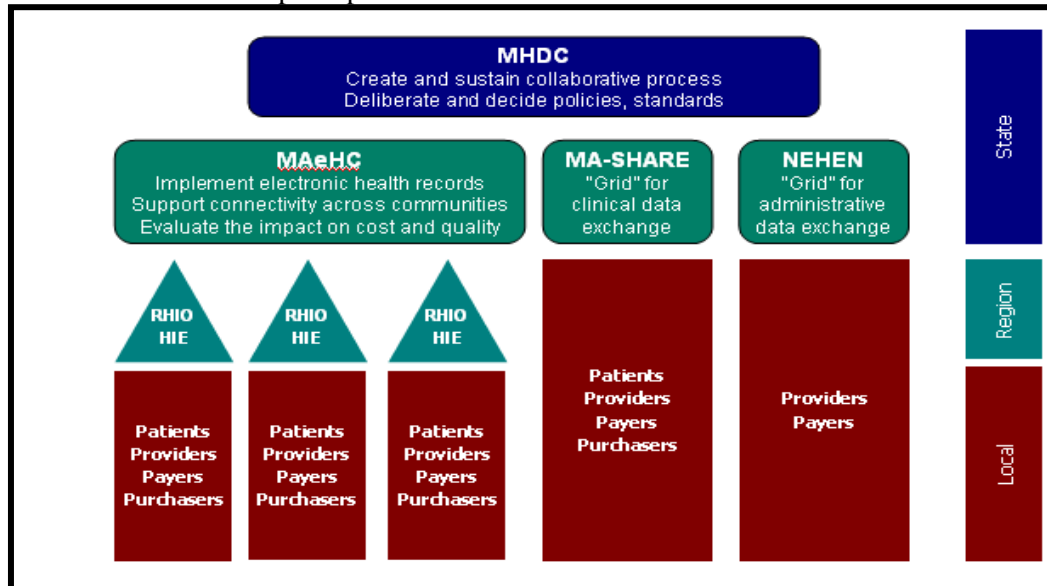 MHDC
Create and sustain collaborative process
Deliberate and decide policies, standards
State
MAeHC
Implement electronic health records
Support connectivity across communities
Evaluate the impact on cost and quality
MA-SHARE
"Grid" for
clinical data
exchange
NEHEN
"Grid" for
administrative
data exchange
RHIO
HIE
RHIO
HIE
RHIO
HIE
Region
Patients
Providers
Payers
Purchasers
Patients
Providers
Payers
Purchasers
Patients
Providers
Payers
Purchasers
Patients
Providers
Payers
Purchasers
Providers
Payers
Local